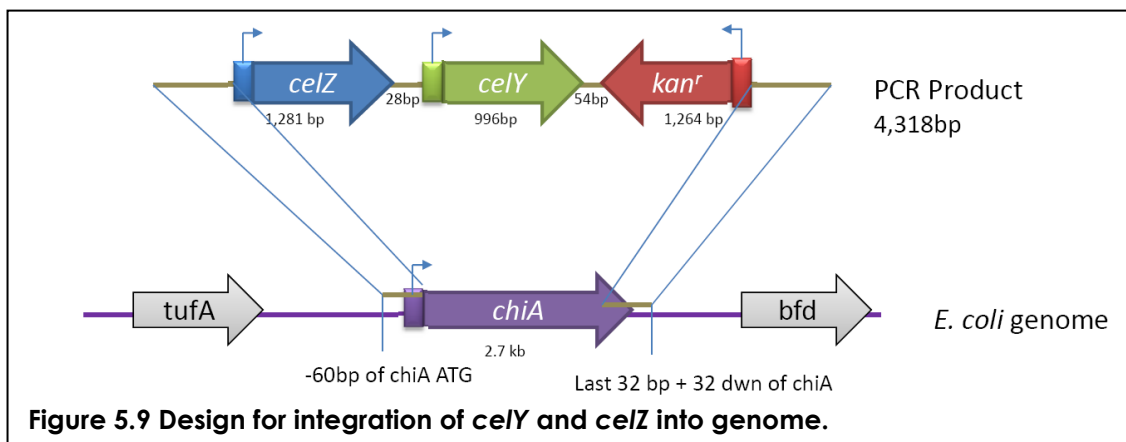 celZ
celY
kanʳ
28bp
54bp
1,281 bp
996bp
1,264 bp
PCR Product
4,318bp
tufA
chiA
bfd
E. coli genome
2.7 kb
-60bp of chiA ATG
Last 32 bp + 32 dwn of chiA
Figure 5.9 Design for integration of celY and celZ into genome.